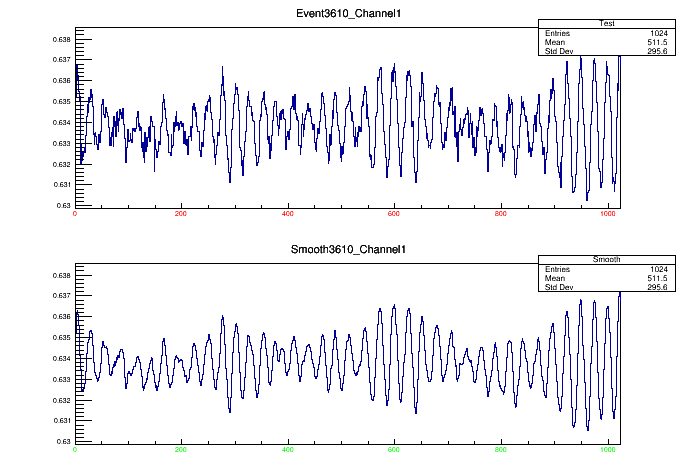 Event3610_Channel1
Test
Entries 1024
Mean 511.5
Std Dev 295.6
0.638
0.637
0.636
0.635
0.634
0.633
0.632
0.631
0.63
0 200 400 600 800 1000
Smooth3610_Channel1
Smooth
Entries 1024
Mean 511.5
Std Dev 295.6
0.638
0.637
0.636
0.635
0.634
0.633
0.632
0.631
0.63
0 200 400 600 800 1000